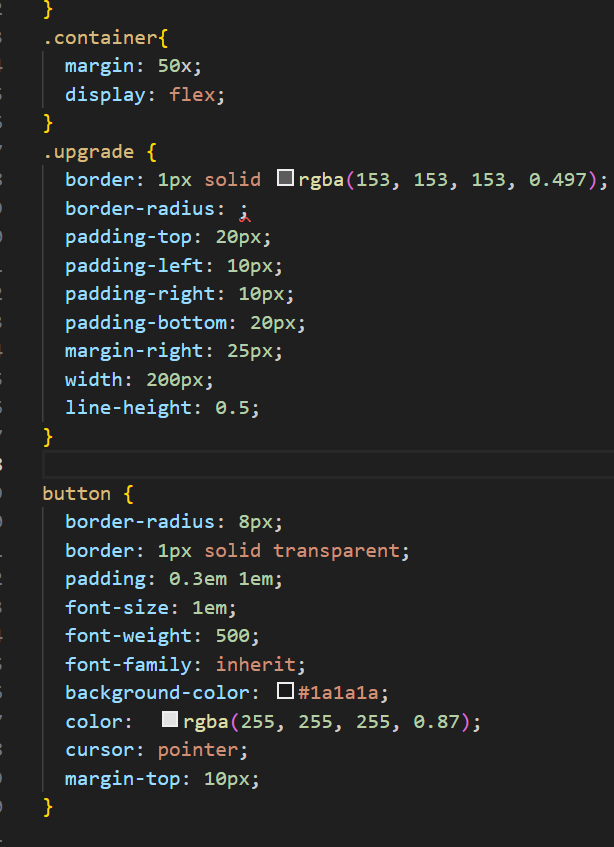 }
.container{
margin: 50x;
display: flex;
}
.upgrade {
border: 1px solid rgba(153, 153, 153, 0.497);
border-radius: ;
padding-top: 20px;
padding-left: 10px;
padding-right: 10px;
padding-bottom: 20px;
margin-right: 25px;
width: 200px;
line-height: 0.5;
}
button {
border-radius: 8px;
border: 1px solid transparent;
padding: 0.3em 1em;
font-size: 1em;
font-weight: 500;
font-family: inherit;
background-color: #1a1a1a;
color: rgba(255, 255, 255, 0.87);
cursor: pointer;
margin-top: 10px;
}